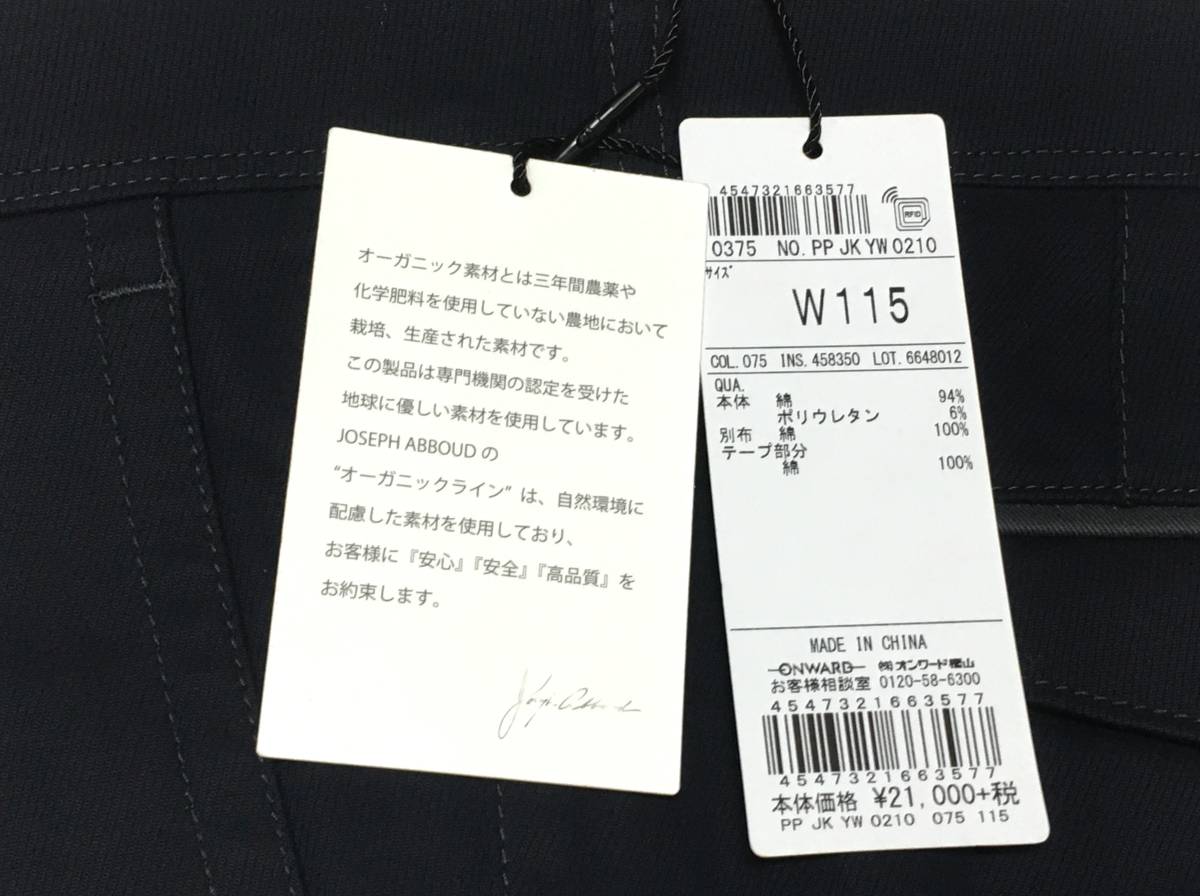 オーガニック素材とは三年間農薬や
化学肥料を使用していない農地において
栽培、生産された素材です。
この製品は専門機関の認定を受けた
地球に優しい素材を使用しています。
JOSEPH ABBOUD の
“オーガニックライン” は、自然環境に
配慮した素材を使用しており、
お客様に『安心』『安全』『高品質』を
お約束します。
Joseph Abboud
4547321663577
RFID
0375 NO. PP JK YW 0210
サイズ
W115
COL. 075 INS. 458350 LOT. 6648012
QUA.
本体 綿 94%
ポリウレタン 6%
別布 綿 100%
テープ部分
綿 100%
MADE IN CHINA
ONWARD ㈱オンワード樫山
お客様相談室 0120-58-6300
4547321663577
4547321663577
本体価格 ¥21,000+税
PP JK YW 0210 075 115